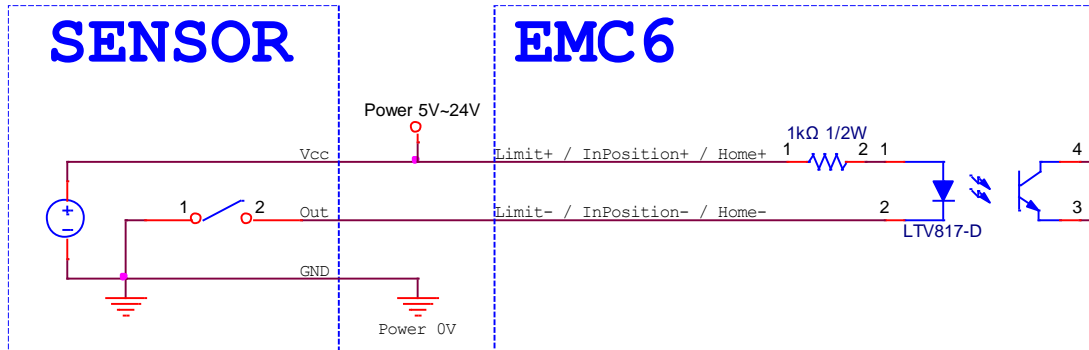 SENSOR
EMC6
Power 5V~24V
1kΩ 1/2W
Vcc
Limit+ / InPosition+ / Home+
1
2
1
4
1
2
Out
Limit- / InPosition- / Home-
2
3
LTV817-D
GND
Power 0V